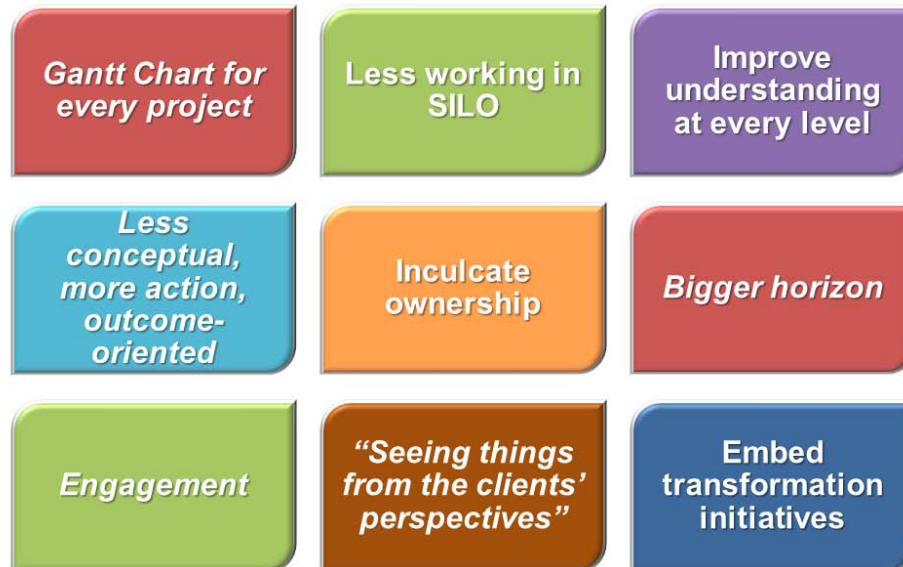 Gantt Chart for
every project
Less working in
SILO
Improve
understanding
at every level
Less
conceptual,
more action,
outcome-
oriented
Inculcate
ownership
Bigger horizon
Engagement
“Seeing things
from the clients’
perspectives”
Embed
transformation
initiatives